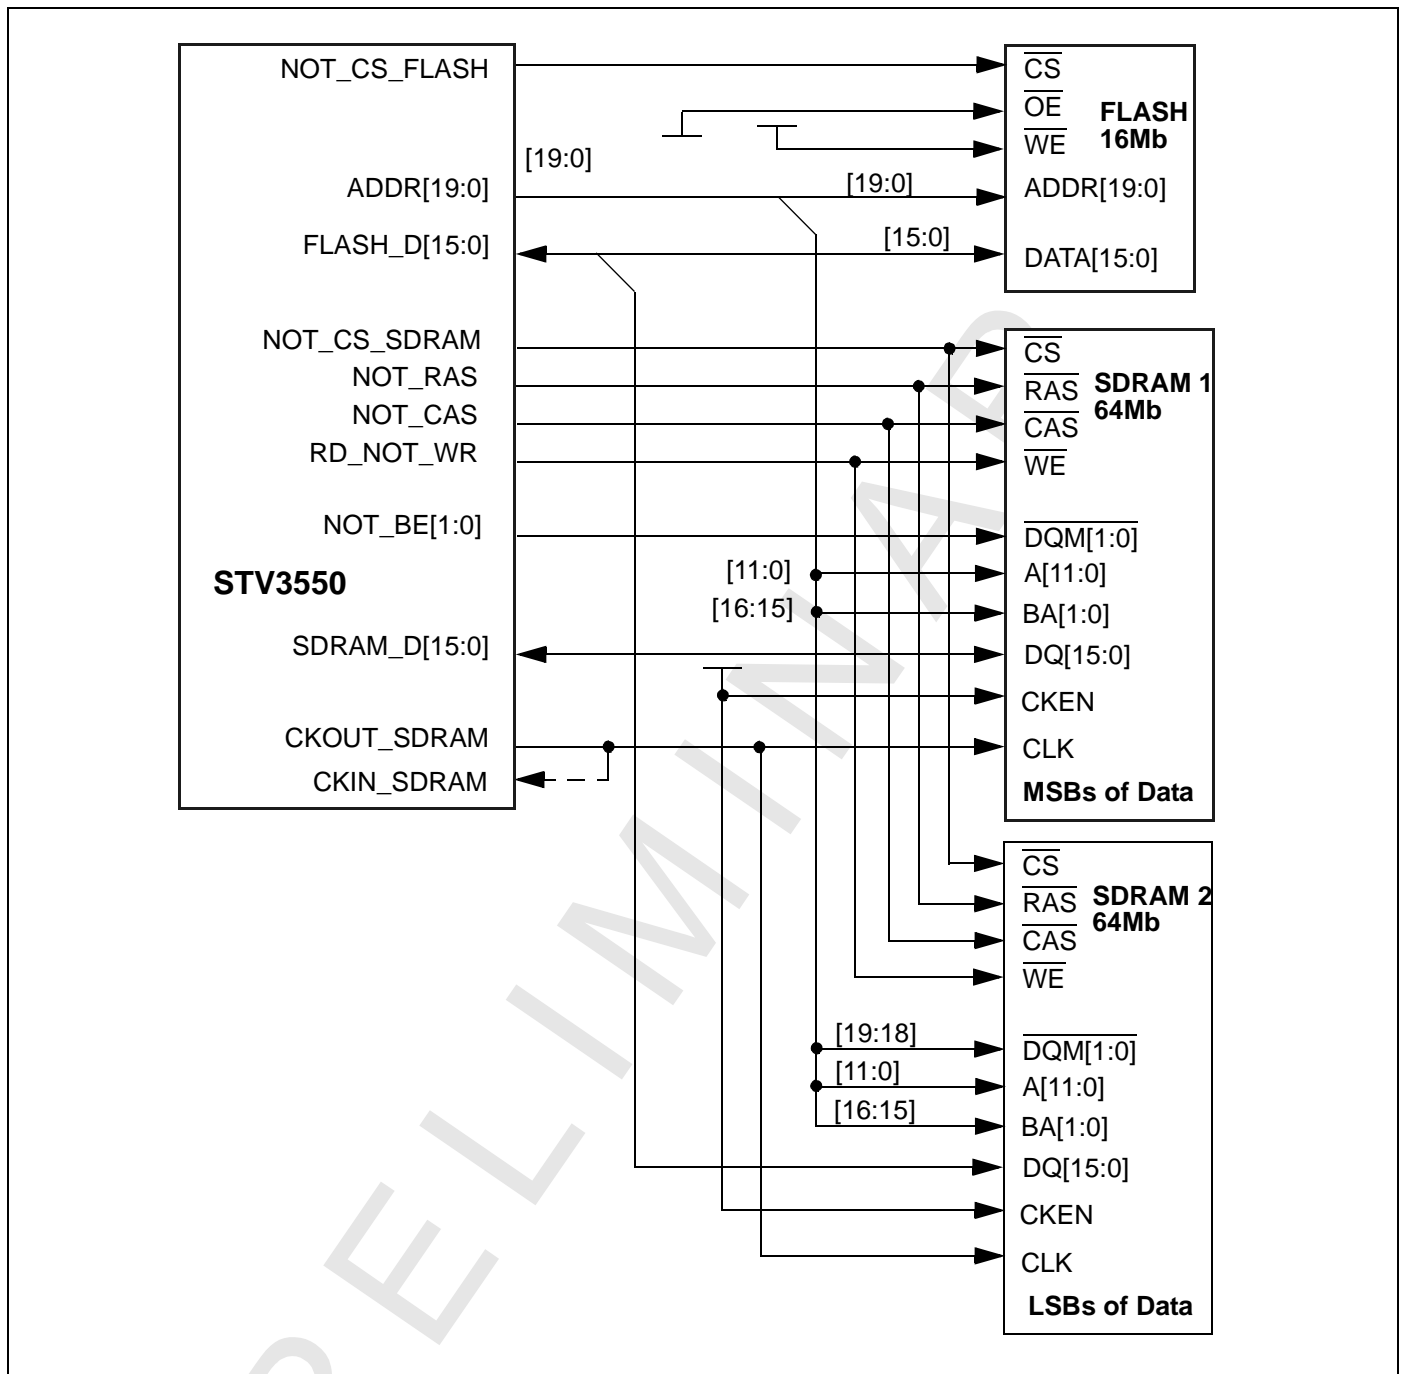 NOT_CS_FLASH
[19:0]
ADDR[19:0]
FLASH_D[15:0]
NOT_CS_SDRAM
NOT_RAS
NOT_CAS
RD_NOT_WR
NOT_BE[1:0]
STV3550
SDRAM_D[15:0]
CKOUT_SDRAM
CKIN_SDRAM
[19:0]
[15:0]
[11:0]
[16:15]
[19:18]
[11:0]
[16:15]
CS
OE
FLASH
16Mb
WE
ADDR[19:0]
DATA[15:0]
CS
RAS
SDRAM 1
64Mb
CAS
WE
DQM[1:0]
A[11:0]
BA[1:0]
DQ[15:0]
CKEN
CLK
MSBs of Data
CS
RAS
SDRAM 2
64Mb
CAS
WE
DQM[1:0]
A[11:0]
BA[1:0]
DQ[15:0]
CKEN
CLK
LSBs of Data